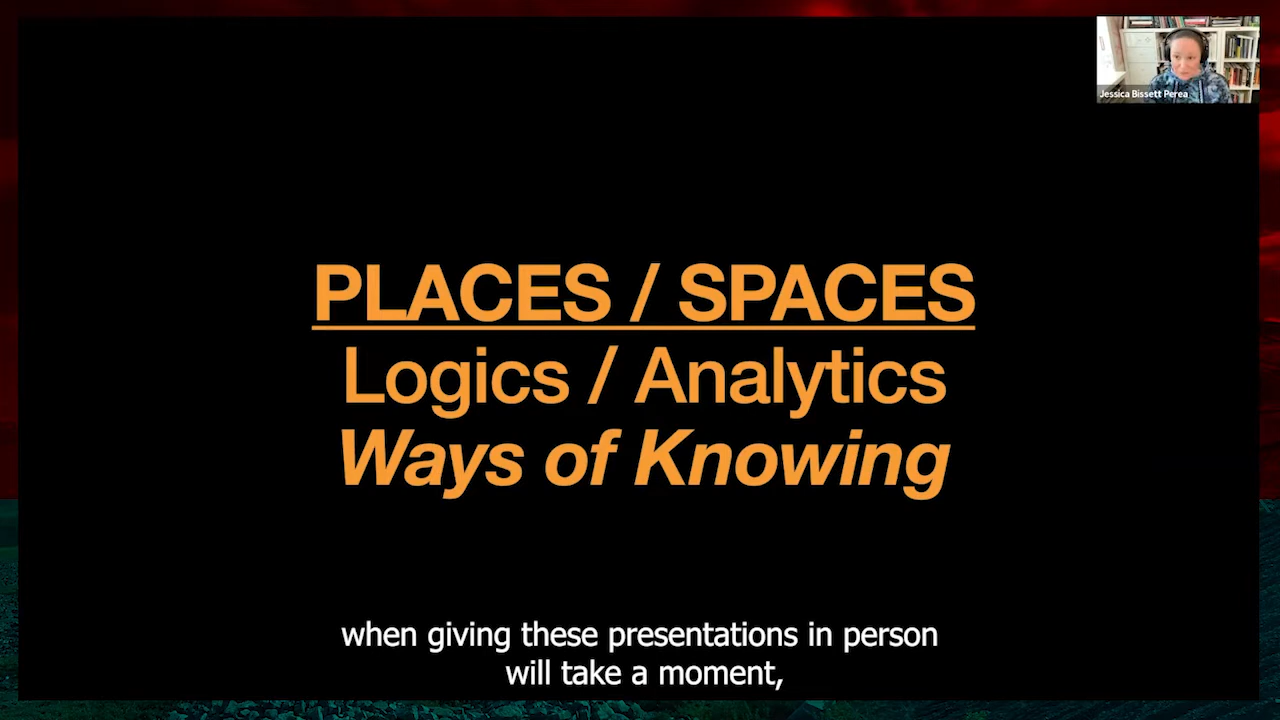 Jessica Bissett Perea
PLACES / SPACES
Logics / Analytics
Ways of Knowing
when giving these presentations in person
will take a moment,